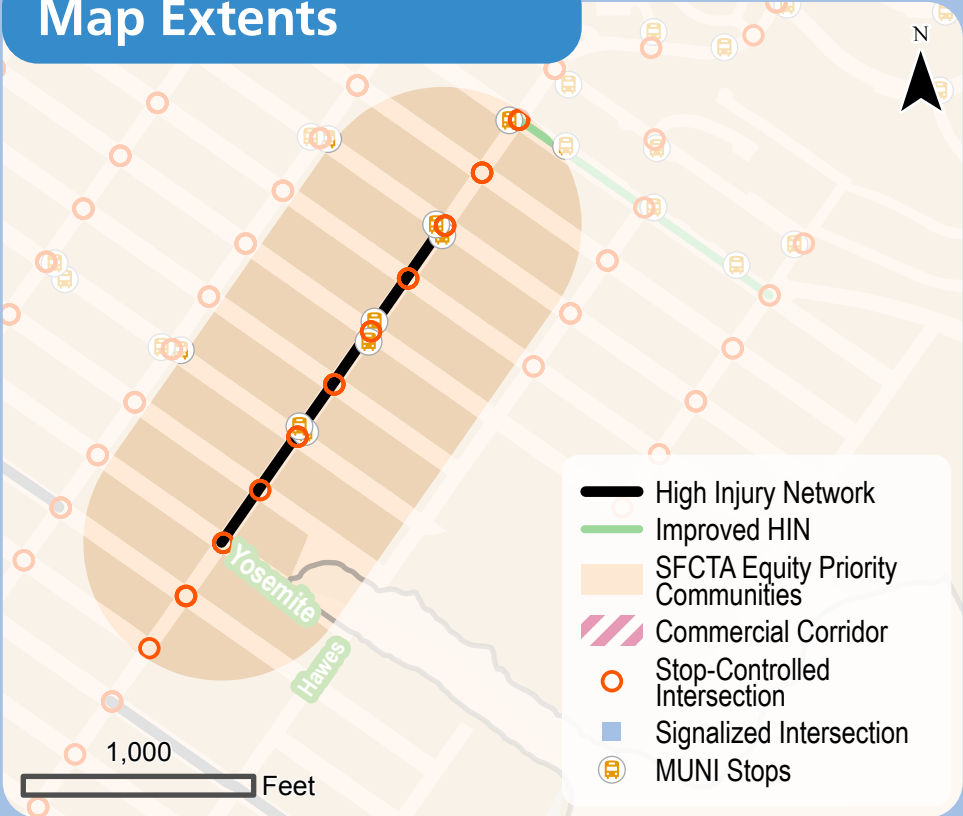 Map Extents
N
Yosemite
Hawes
High Injury Network
Improved HIN
SFCTA Equity Priority
Communities
Commercial Corridor
Stop-Controlled
Intersection
Signalized Intersection
MUNI Stops
1,000
Feet